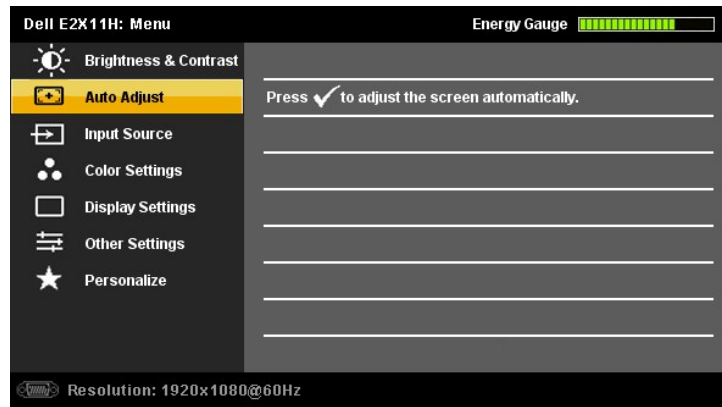 Dell E2X11H: Menu Energy Gauge
Brightness & Contrast
Auto Adjust Press ✓ to adjust the screen automatically.
Input Source
Color Settings
Display Settings
Other Settings
Personalize
Resolution: 1920x1080@60Hz